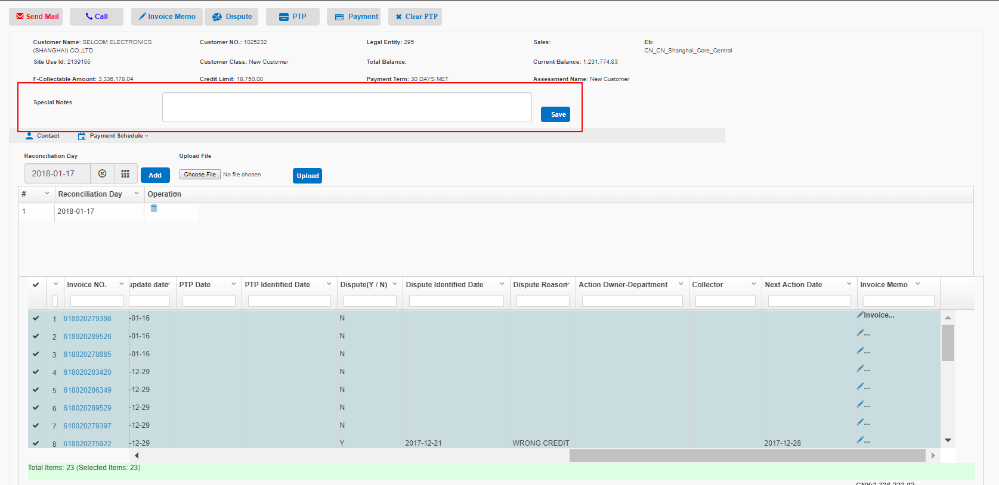 Send Mail Call Invoice Memo Dispute PTP Payment Clear PTP
Customer Name: SELCOM ELECTRONICS (SHANGHAI) CO.,LTD
Customer NO.: 1025232
Legal Entity: 295
Sales:
Eb: CN_CN_Shanghai_Core_Central
Site Use Id: 2139155
Customer Class: New Customer
Total Balance:
Current Balance: 1,231,774.83
F-Collectable Amount: 3,336,178.04
Credit Limit: 18,750.00
Payment Term: 30 DAYS NET
Assessment Name: New Customer
Special Notes
Save
Contact Payment Schedule
Reconciliation Day Upload File
2018-01-17 Add Choose File No file chosen Upload
# Reconciliation Day Operation
1 2018-01-17
Invoice NO. update date PTP Date PTP Identified Date Dispute(Y / N) Dispute Identified Date Dispute Reason Action Owner-Department Collector Next Action Date Invoice Memo
1 618020279398 -01-16 N Invoice...
2 618020289526 -01-16 N ...
3 618020278885 -01-16 N ...
4 618020283420 -12-29 N ...
5 618020286349 -12-29 N ...
6 618020289529 -12-29 N ...
7 618020279397 -12-29 N ...
8 618020275922 -12-29 Y 2017-12-21 WRONG CREDIT 2017-12-28 ...
Total Items: 23 (Selected Items: 23)